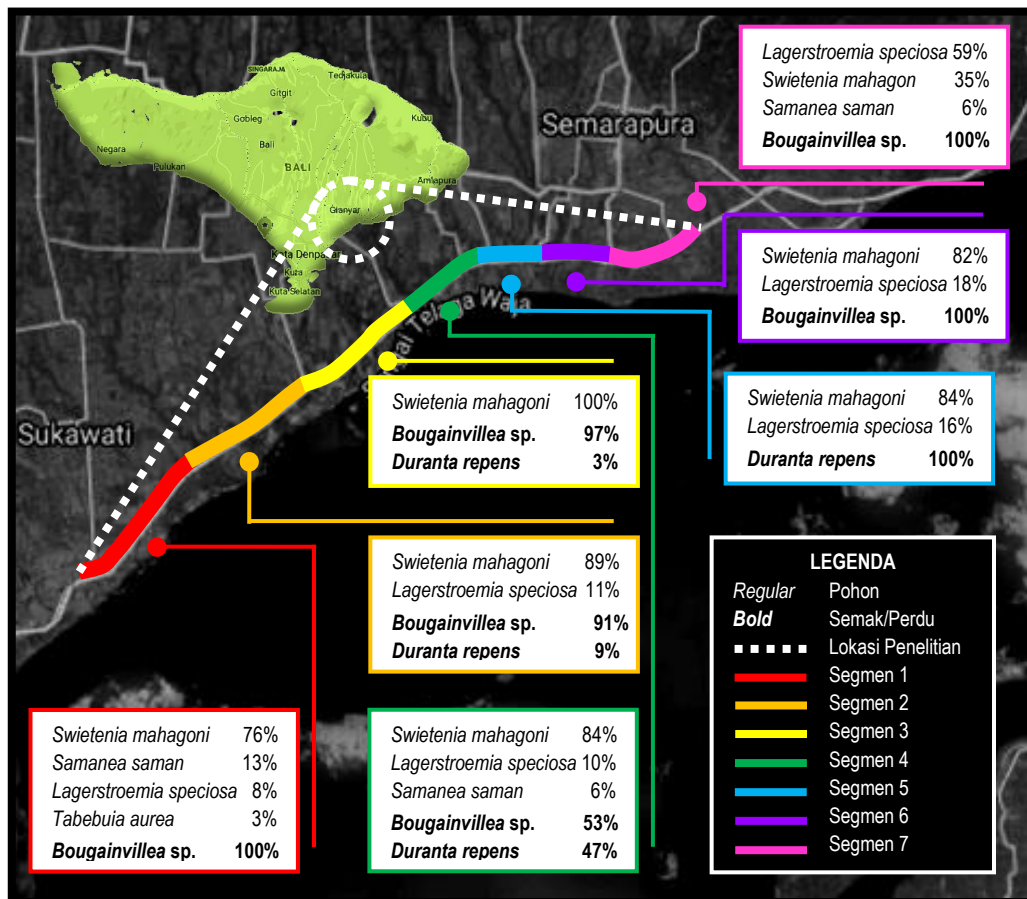 SINGARAJA
Tedjakula
Gitgit
Gobleg
Kubu
Negara
Bali
Pulukan
BALI
Amlapura
Gianyar
Kota Denpasar
Kuta
Kuta Selatan
Semarapura
Sukawati
Telaga Waja
Lagerstroemia speciosa 59%
Swietenia mahagon 35%
Samanea saman 6%
Bougainvillea sp. 100%
Swietenia mahagoni 82%
Lagerstroemia speciosa 18%
Bougainvillea sp. 100%
Swietenia mahagoni 84%
Lagerstroemia speciosa 16%
Duranta repens 100%
Swietenia mahagoni 100%
Bougainvillea sp. 97%
Duranta repens 3%
Swietenia mahagoni 89%
Lagerstroemia speciosa 11%
Bougainvillea sp. 91%
Duranta repens 9%
Swietenia mahagoni 76%
Samanea saman 13%
Lagerstroemia speciosa 8%
Tabebuia aurea 3%
Bougainvillea sp. 100%
Swietenia mahagoni 84%
Lagerstroemia speciosa 10%
Samanea saman 6%
Bougainvillea sp. 53%
Duranta repens 47%
LEGENDA
Regular Pohon
Bold Semak/Perdu
Lokasi Penelitian
Segmen 1
Segmen 2
Segmen 3
Segmen 4
Segmen 5
Segmen 6
Segmen 7